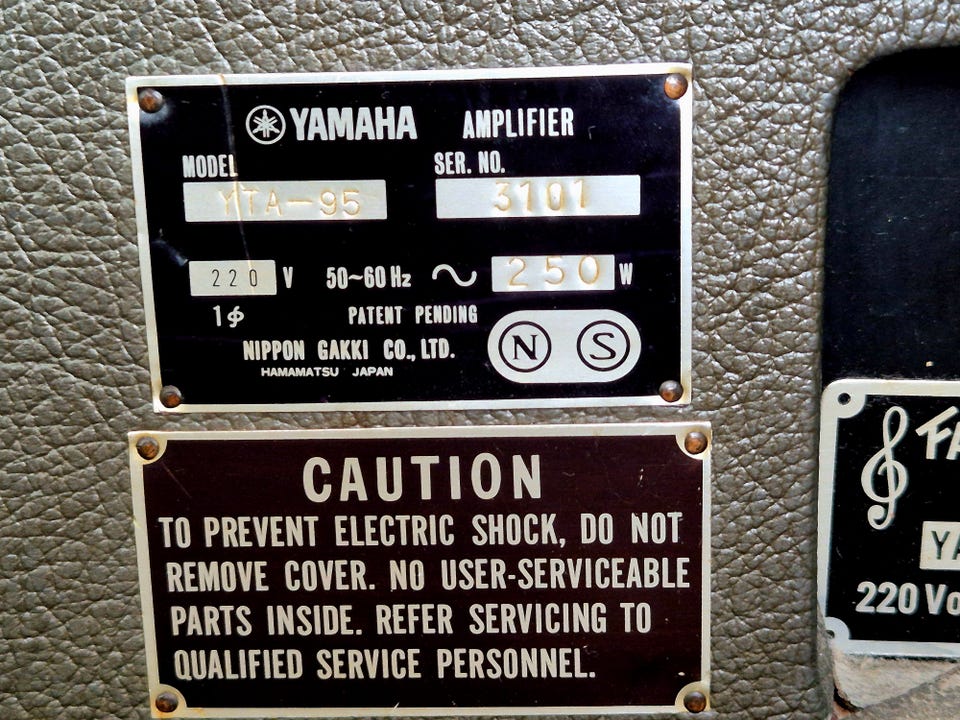 YAMAHA AMPLIFIER
MODEL SER. NO.
YTA-95 3101
220 V 50~60 Hz ~ 250 W
1ϕ PATENT PENDING
NIPPON GAKKI CO., LTD.
HAMAMATSU JAPAN
N S
CAUTION
TO PREVENT ELECTRIC SHOCK, DO NOT
REMOVE COVER. NO USER-SERVICEABLE
PARTS INSIDE. REFER SERVICING TO
QUALIFIED SERVICE PERSONNEL.
FA
YA
220 Vo